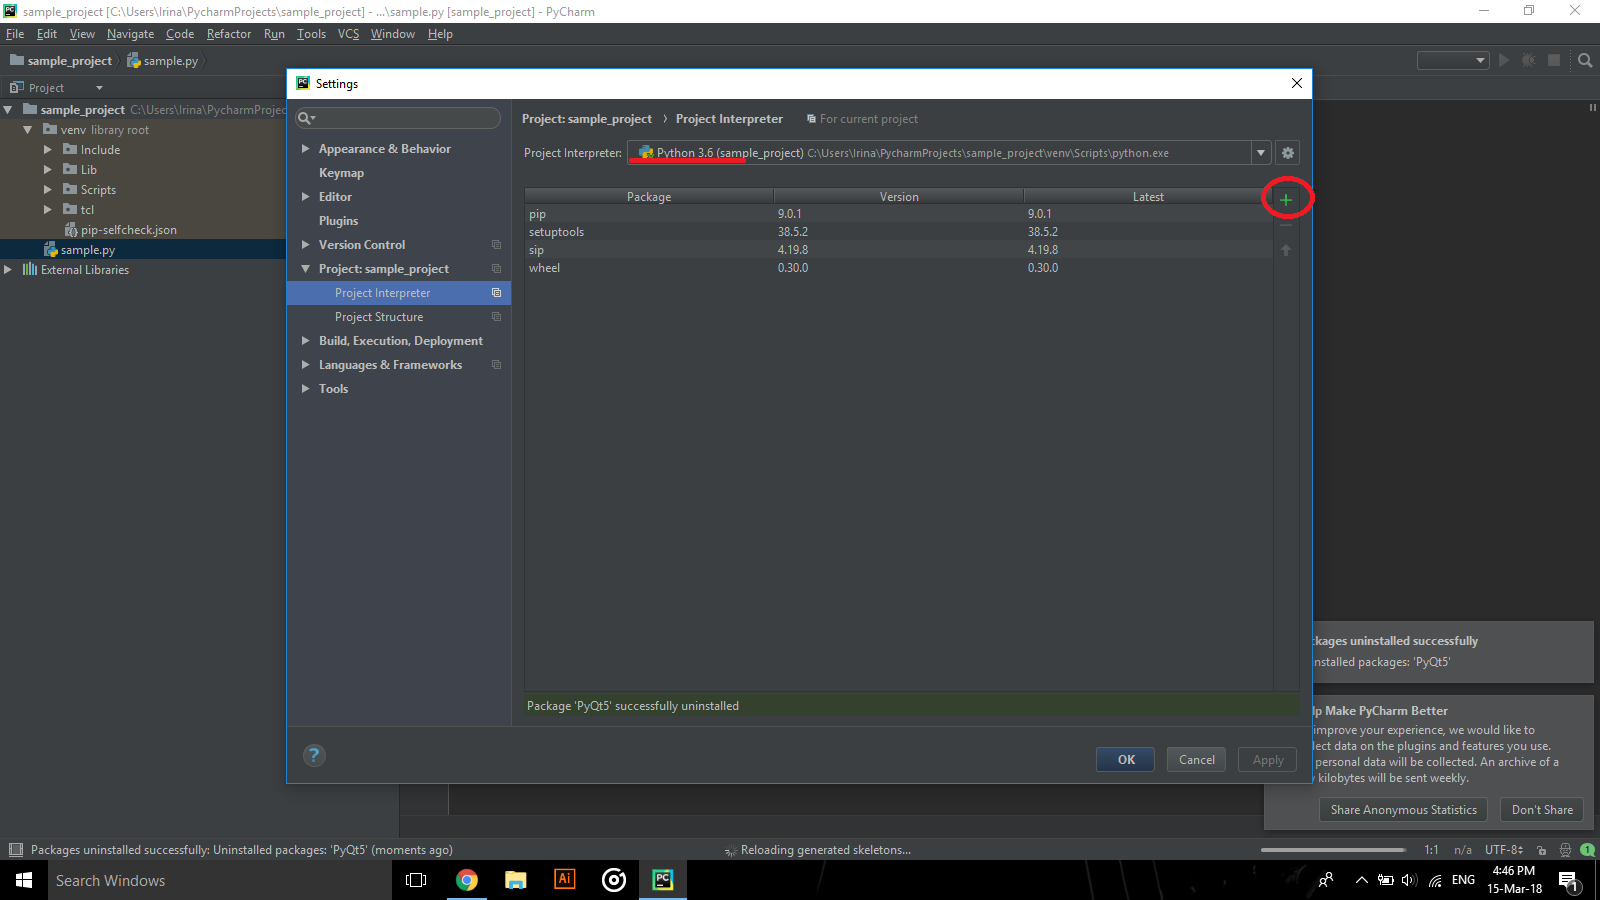 sample_project [C:\Users\Irina\PycharmProjects\sample_project] - ...\sample.py [sample_project] - PyCharm
File Edit View Navigate Code Refactor Run Tools VCS Window Help
sample_project sample.py
Project
sample_project C:\Users\Irina\PycharmProjec
venv library root
Include
Lib
Scripts
tcl
pip-selfcheck.json
sample.py
External Libraries
Settings
Appearance & Behavior
Keymap
Editor
Plugins
Version Control
Project: sample_project
Project Interpreter
Project Structure
Build, Execution, Deployment
Languages & Frameworks
Tools
Project: sample_project › Project Interpreter For current project
Project Interpreter: Python 3.6 (sample_project) C:\Users\Irina\PycharmProjects\sample_project\venv\Scripts\python.exe
Package Version Latest
pip 9.0.1 9.0.1
setuptools 38.5.2 38.5.2
sip 4.19.8 4.19.8
wheel 0.30.0 0.30.0
Package 'PyQt5' successfully uninstalled
? OK Cancel Apply
ckages uninstalled successfully
nstalled packages: 'PyQt5'
lp Make PyCharm Better
improve your experience, we would like to
lect data on the plugins and features you use.
personal data will be collected. An archive of a
kilobytes will be sent weekly.
Share Anonymous Statistics Don't Share
Packages uninstalled successfully: Uninstalled packages: 'PyQt5' (moments ago) Reloading generated skeletons... 1:1 n/a UTF-8 1
Search Windows Ai PC ENG 4:46 PM
15-Mar-18 1